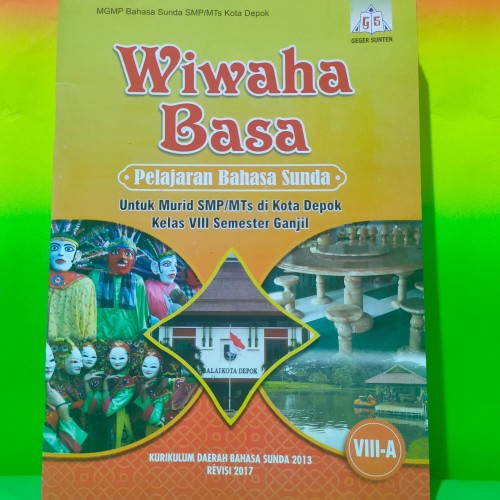 MGMP Bahasa Sunda SMP/MTs Kota Depok
GS
GEGER SUNTEN
Wiwaha
Basa
Pelajaran Bahasa Sunda
Untuk Murid SMP/MTs di Kota Depok
Kelas VIII Semester Ganjil
BALAIKOTA DEPOK
VIII-A
KURIKULUM DAERAH BAHASA SUNDA 2013
REVISI 2017